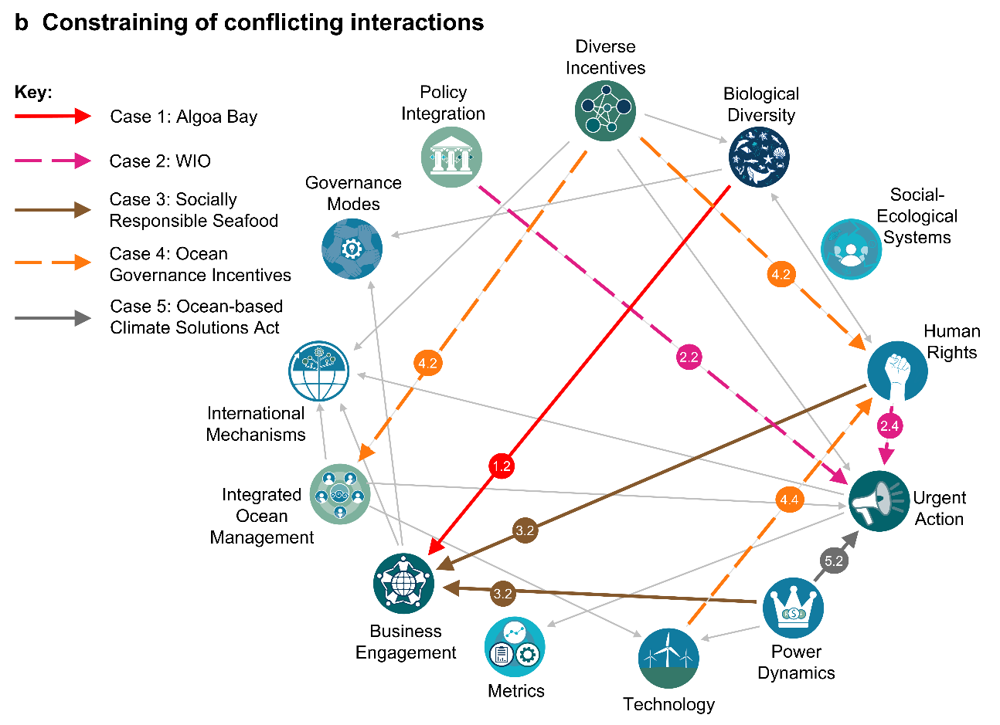 b  Constraining of conflicting interactions
Key:
Case 1: Algoa Bay
Case 2: WIO
Case 3: Socially
Responsible Seafood
Case 4: Ocean
Governance Incentives
Case 5: Ocean-based
Climate Solutions Act
Diverse
Incentives
Policy
Integration
Biological
Diversity
Governance
Modes
Social-
Ecological
Systems
4.2
Human
Rights
2.2
4.2
International
Mechanisms
2.4
1.2
Integrated
Ocean
Management
4.4
Urgent
Action
3.2
5.2
3.2
Business
Engagement
Power
Dynamics
Metrics
Technology